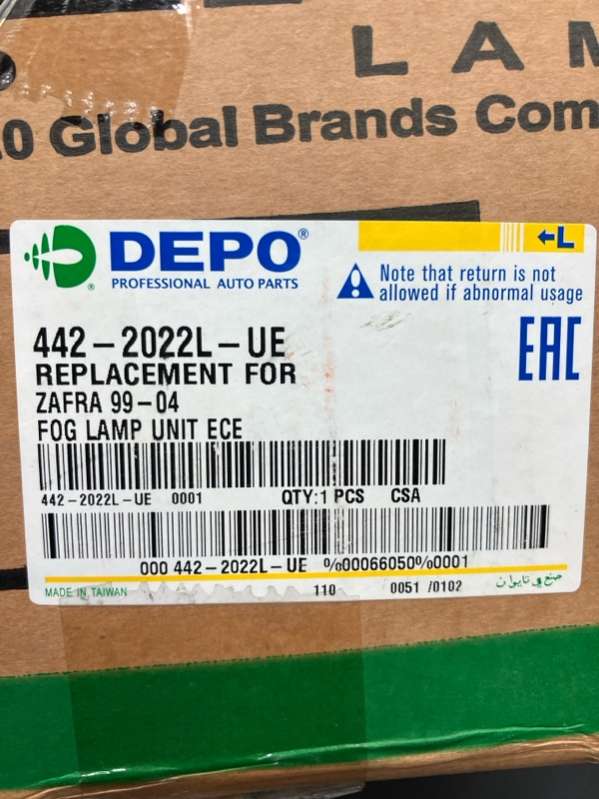 L A
.0 Global Brands Com
DEPO®
PROFESSIONAL AUTO PARTS
←L
Note that return is not
allowed if abnormal usage
442-2022L-UE
REPLACEMENT FOR
ZAFRA 99-04
FOG LAMP UNIT ECE
EAC
442-2022L-UE 0001 QTY:1 PCS CSA
000 442-2022L-UE %00066050%0001
MADE IN TAIWAN 110 0051 /0102 صنع في تايوان